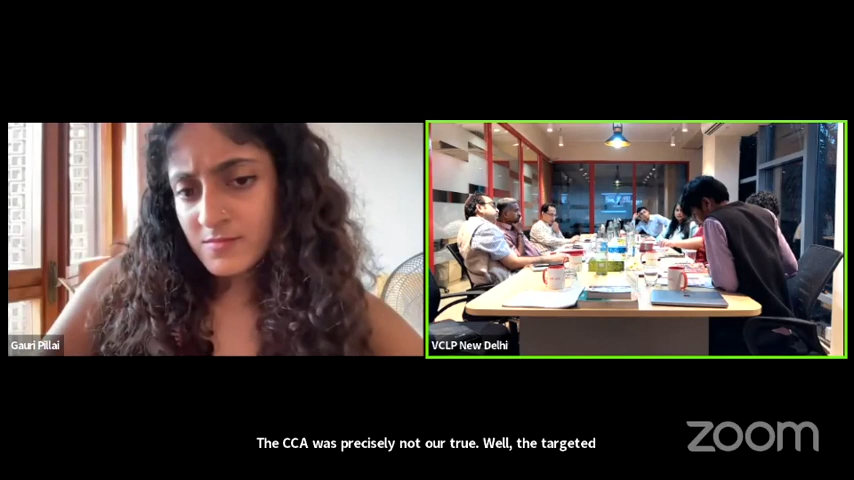 Gauri Pillai
VCLP New Delhi
The CCA was precisely not our true. Well, the targeted
zoom